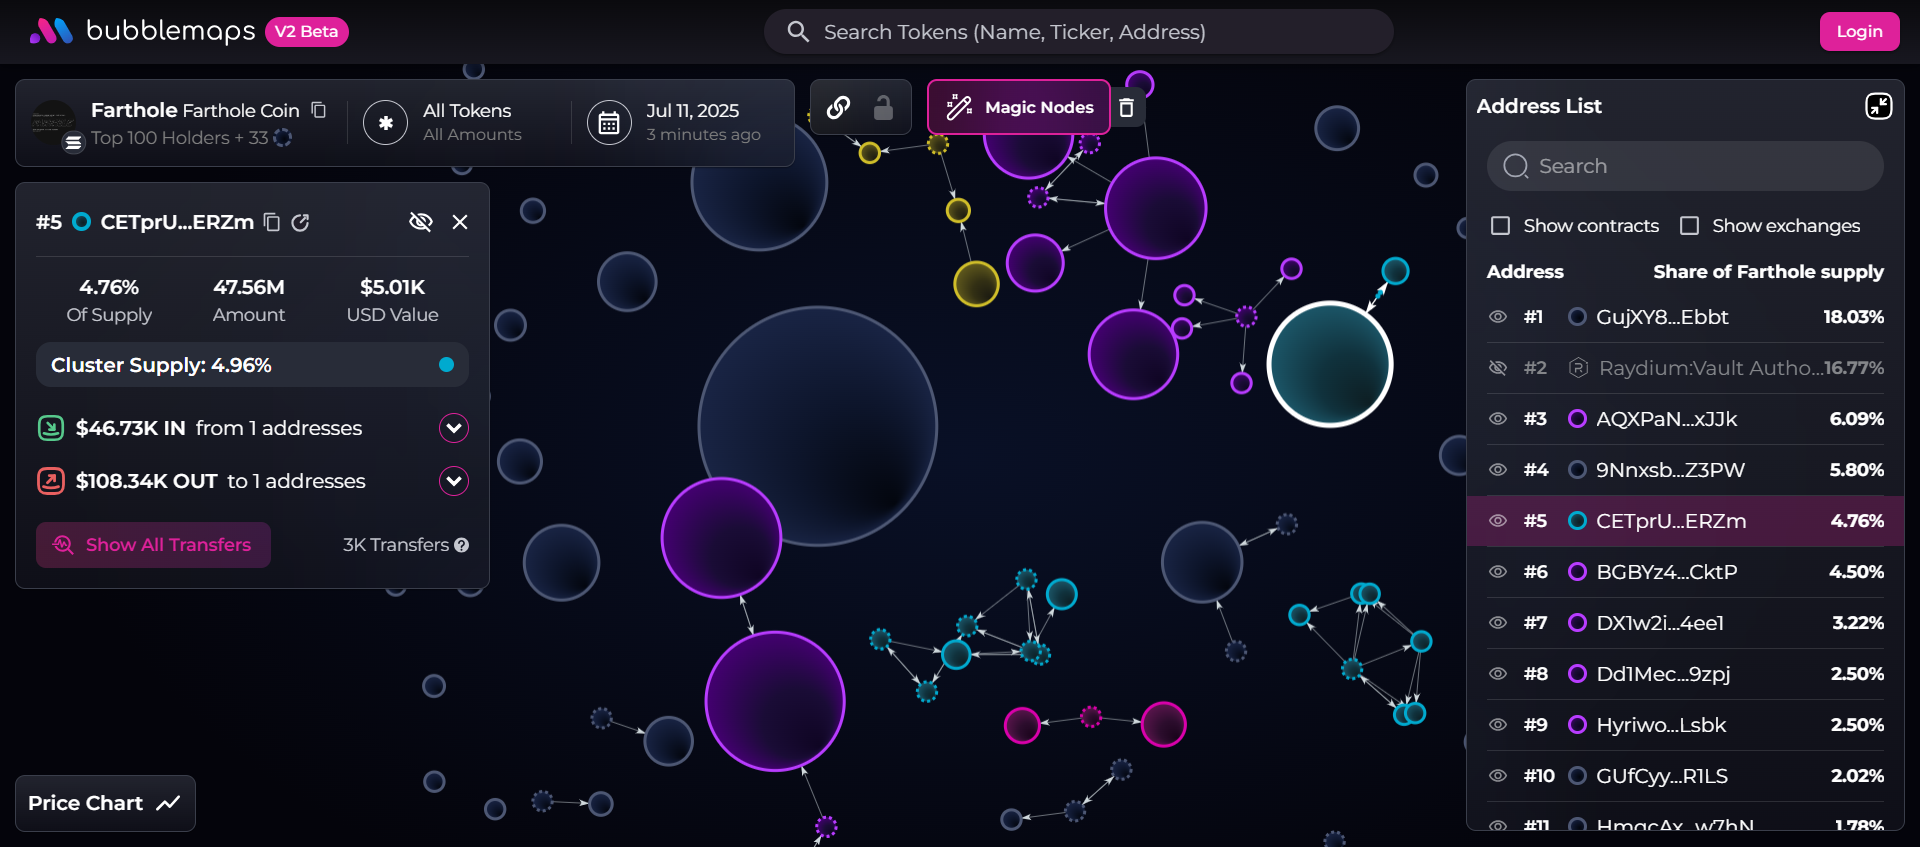 bubblemaps V2 Beta
Search Tokens (Name, Ticker, Address)
Login
Farthole Farthole Coin
Top 100 Holders + 33
All Tokens
All Amounts
Jul 11, 2025
3 minutes ago
Magic Nodes
#5 CETprU...ERZm
4.76% 47.56M $5.01K
Of Supply Amount USD Value
Cluster Supply: 4.96%
$46.73K IN from 1 addresses
$108.34K OUT to 1 addresses
Show All Transfers 3K Transfers
Price Chart
Address List
Search
Show contracts Show exchanges
Address Share of Farthole supply
#1 GujXY8...Ebbt 18.03%
#2 Raydium:Vault Autho...16.77%
#3 AQXPaN...xJJk 6.09%
#4 9Nnxsb...Z3PW 5.80%
#5 CETprU...ERZm 4.76%
#6 BGBYz4...CktP 4.50%
#7 DX1w2i...4ee1 3.22%
#8 Dd1Mec...9zpj 2.50%
#9 Hyriwo...Lsbk 2.50%
#10 GUfCyy...R1LS 2.02%
#11 1.78%